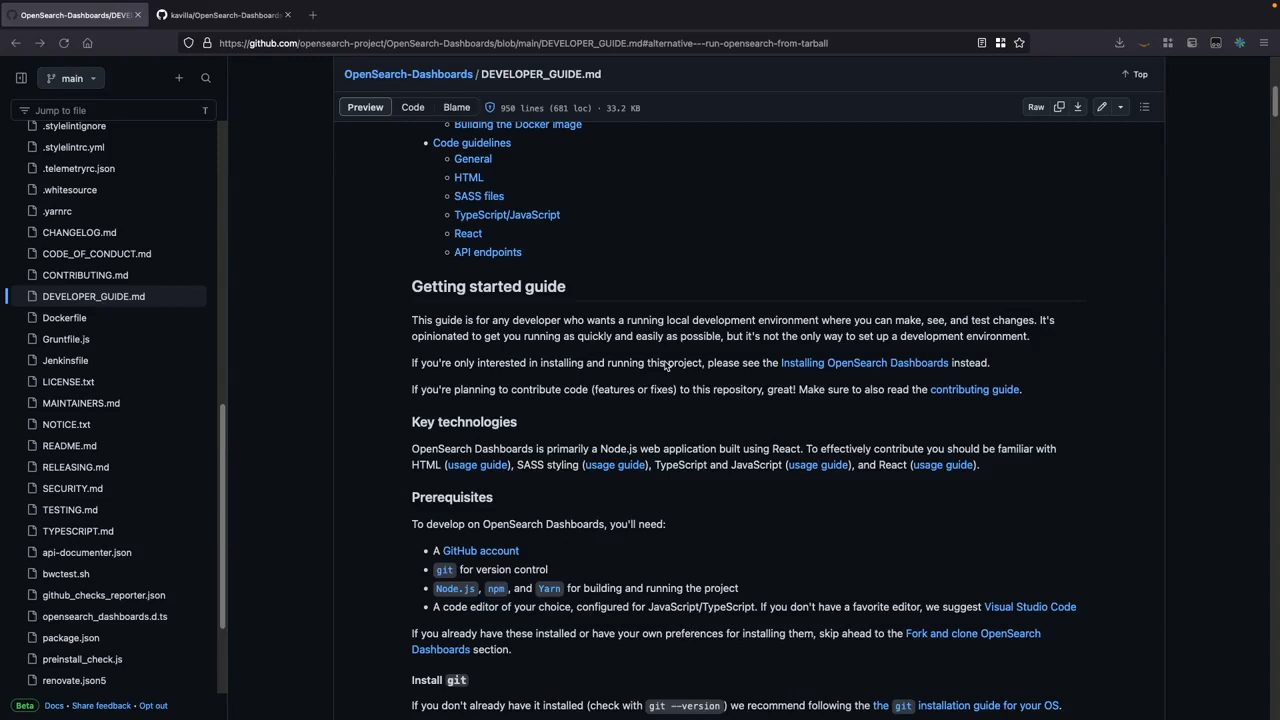 OpenSearch-Dashboards/DEVE
kavilla/OpenSearch-Dashboards:
https://github.com/opensearch-project/OpenSearch-Dashboards/blob/main/DEVELOPER_GUIDE.md#alternative---run-opensearch-from-tarball
main
Jump to file T
.stylelintignore
.stylelintrc.yml
.telemetryrc.json
.whitesource
.yarnrc
CHANGELOG.md
CODE_OF_CONDUCT.md
CONTRIBUTING.md
DEVELOPER_GUIDE.md
Dockerfile
Gruntfile.js
Jenkinsfile
LICENSE.txt
MAINTAINERS.md
NOTICE.txt
README.md
RELEASING.md
SECURITY.md
TESTING.md
TYPESCRIPT.md
api-documenter.json
bwctest.sh
github_checks_reporter.json
opensearch_dashboards.d.ts
package.json
preinstall_check.js
renovate.json5
Beta Docs • Share feedback • Opt out
OpenSearch-Dashboards / DEVELOPER_GUIDE.md
Top
Preview Code Blame 950 lines (681 loc) · 33.2 KB
Raw
Building the Docker image
Code guidelines
General
HTML
SASS files
TypeScript/JavaScript
React
API endpoints
Getting started guide
This guide is for any developer who wants a running local development environment where you can make, see, and test changes. It's
opinionated to get you running as quickly and easily as possible, but it's not the only way to set up a development environment.
If you're only interested in installing and running this project, please see the Installing OpenSearch Dashboards instead.
If you're planning to contribute code (features or fixes) to this repository, great! Make sure to also read the contributing guide.
Key technologies
OpenSearch Dashboards is primarily a Node.js web application built using React. To effectively contribute you should be familiar with
HTML (usage guide), SASS styling (usage guide), TypeScript and JavaScript (usage guide), and React (usage guide).
Prerequisites
To develop on OpenSearch Dashboards, you'll need:
A GitHub account
git for version control
Node.js, npm, and Yarn for building and running the project
A code editor of your choice, configured for JavaScript/TypeScript. If you don't have a favorite editor, we suggest Visual Studio Code
If you already have these installed or have your own preferences for installing them, skip ahead to the Fork and clone OpenSearch
Dashboards section.
Install git
If you don't already have it installed (check with git --version) we recommend following the the git installation guide for your OS.